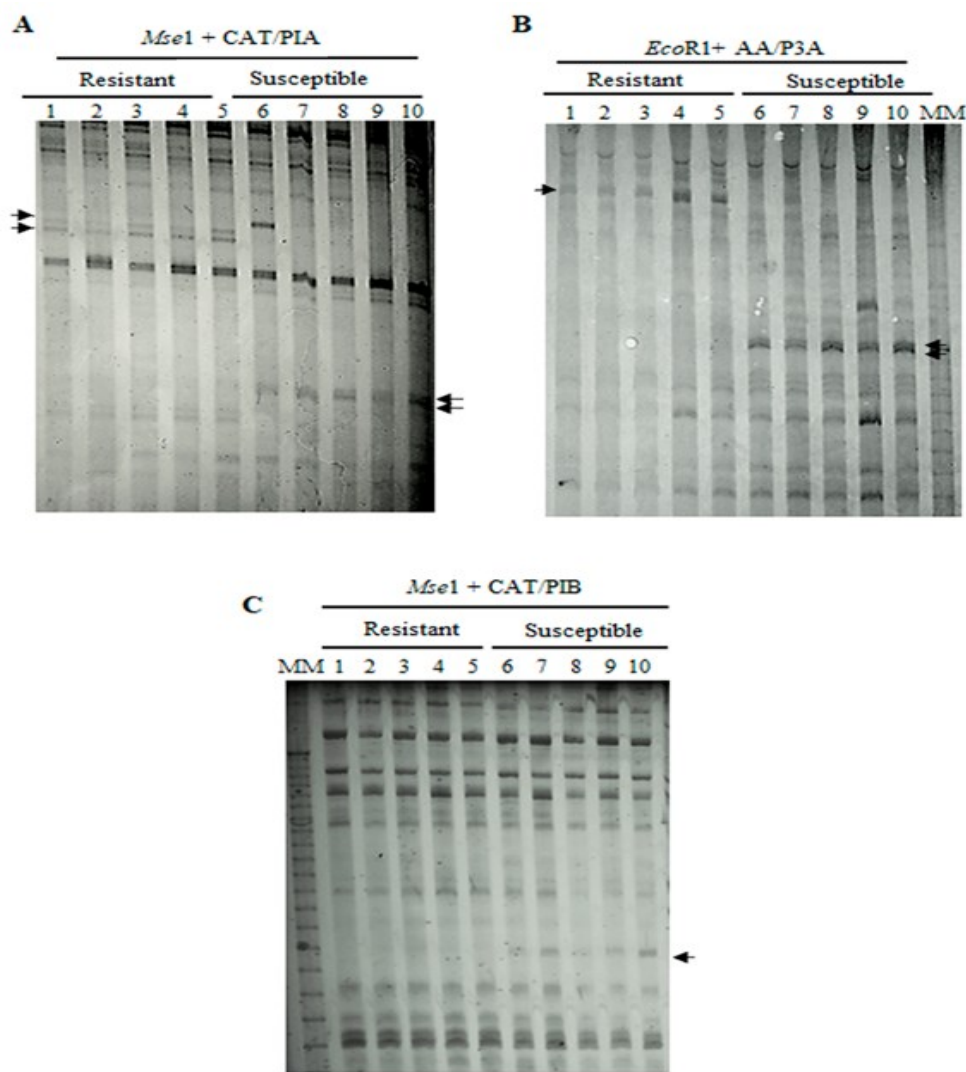 A
Mse1 + CAT/PIA
Resistant Susceptible
1 2 3 4 5 6 7 8 9 10
B
EcoR1+ AA/P3A
Resistant Susceptible
1 2 3 4 5 6 7 8 9 10 MM
C
Mse1 + CAT/PIB
Resistant Susceptible
MM 1 2 3 4 5 6 7 8 9 10